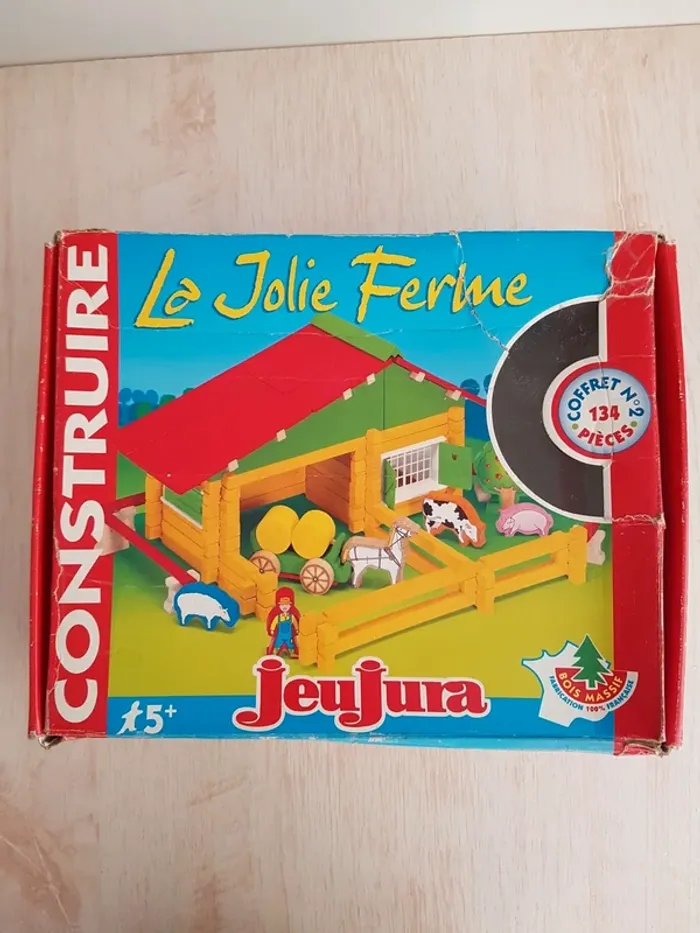 CONSTRUIRE
La Jolie Ferme
COFFRET N°2
134
PIÈCES
JeuJura
5+
BOIS MASSIF
FABRICATION 100% FRANÇAISE